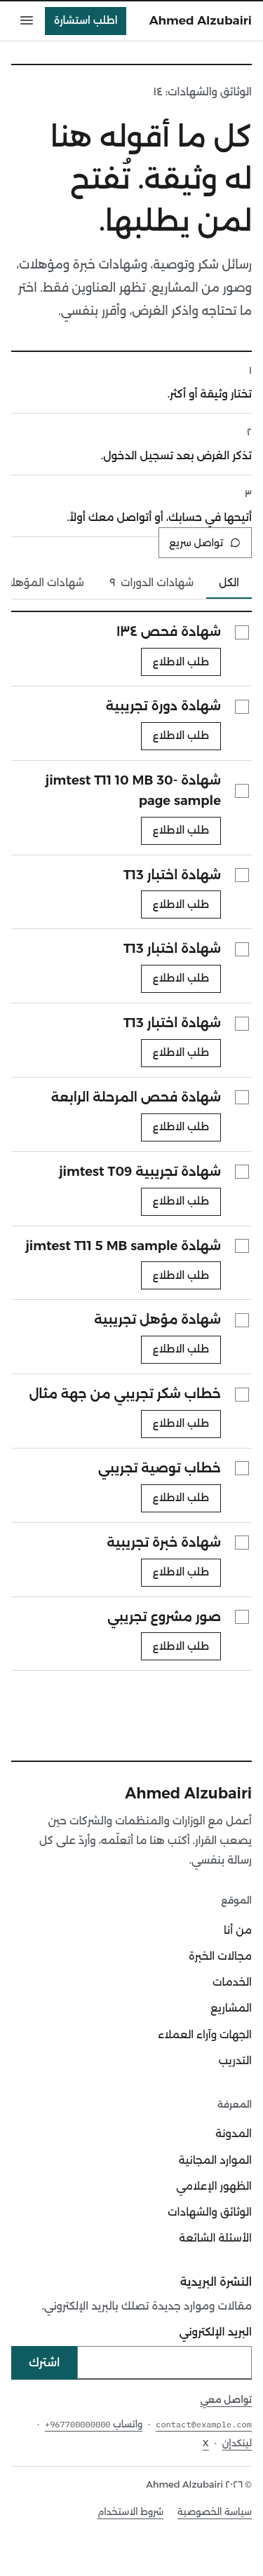 Ahmed Alzubairi
اطلب استشارة
الوثائق والشهادات: ١٤
كل ما أقوله هنا
له وثيقة. تُفتح
لمن يطلبها.
رسائل شكر وتوصية، وشهادات خبرة ومؤهلات،
وصور من المشاريع. تظهر العناوين فقط. اختر
ما تحتاجه واذكر الغرض، وأقرر بنفسي.
١
تختار وثيقة أو أكثر.
٢
تذكر الغرض بعد تسجيل الدخول.
٣
أتيحها في حسابك، أو أتواصل معك أولاً.
تواصل سريع
الكل
شهادات الدورات ٩
شهادات المؤهلا
شهادة فحص ١٣٤
طلب الاطلاع
شهادة دورة تجريبية
طلب الاطلاع
شهادة jimtest T11 10 MB 30-
page sample
طلب الاطلاع
شهادة اختبار T13
طلب الاطلاع
شهادة اختبار T13
طلب الاطلاع
شهادة اختبار T13
طلب الاطلاع
شهادة فحص المرحلة الرابعة
طلب الاطلاع
شهادة تجريبية jimtest T09
طلب الاطلاع
شهادة jimtest T11 5 MB sample
طلب الاطلاع
شهادة مؤهل تجريبية
طلب الاطلاع
خطاب شكر تجريبي من جهة مثال
طلب الاطلاع
خطاب توصية تجريبي
طلب الاطلاع
شهادة خبرة تجريبية
طلب الاطلاع
صور مشروع تجريبي
طلب الاطلاع
Ahmed Alzubairi
أعمل مع الوزارات والمنظمات والشركات حين
يصعب القرار. أكتب هنا ما أتعلّمه، وأردّ على كل
رسالة بنفسي.
الموقع
من أنا
مجالات الخبرة
الخدمات
المشاريع
الجهات وآراء العملاء
التدريب
المعرفة
المدونة
الموارد المجانية
الظهور الإعلامي
الوثائق والشهادات
الأسئلة الشائعة
النشرة البريدية
مقالات وموارد جديدة تصلك بالبريد الإلكتروني.
البريد الإلكتروني
اشترك
تواصل معي
contact@example.com · واتساب +967700000000 ·
لينكدإن · X
© ٢٠٢٦ Ahmed Alzubairi
سياسة الخصوصية
شروط الاستخدام